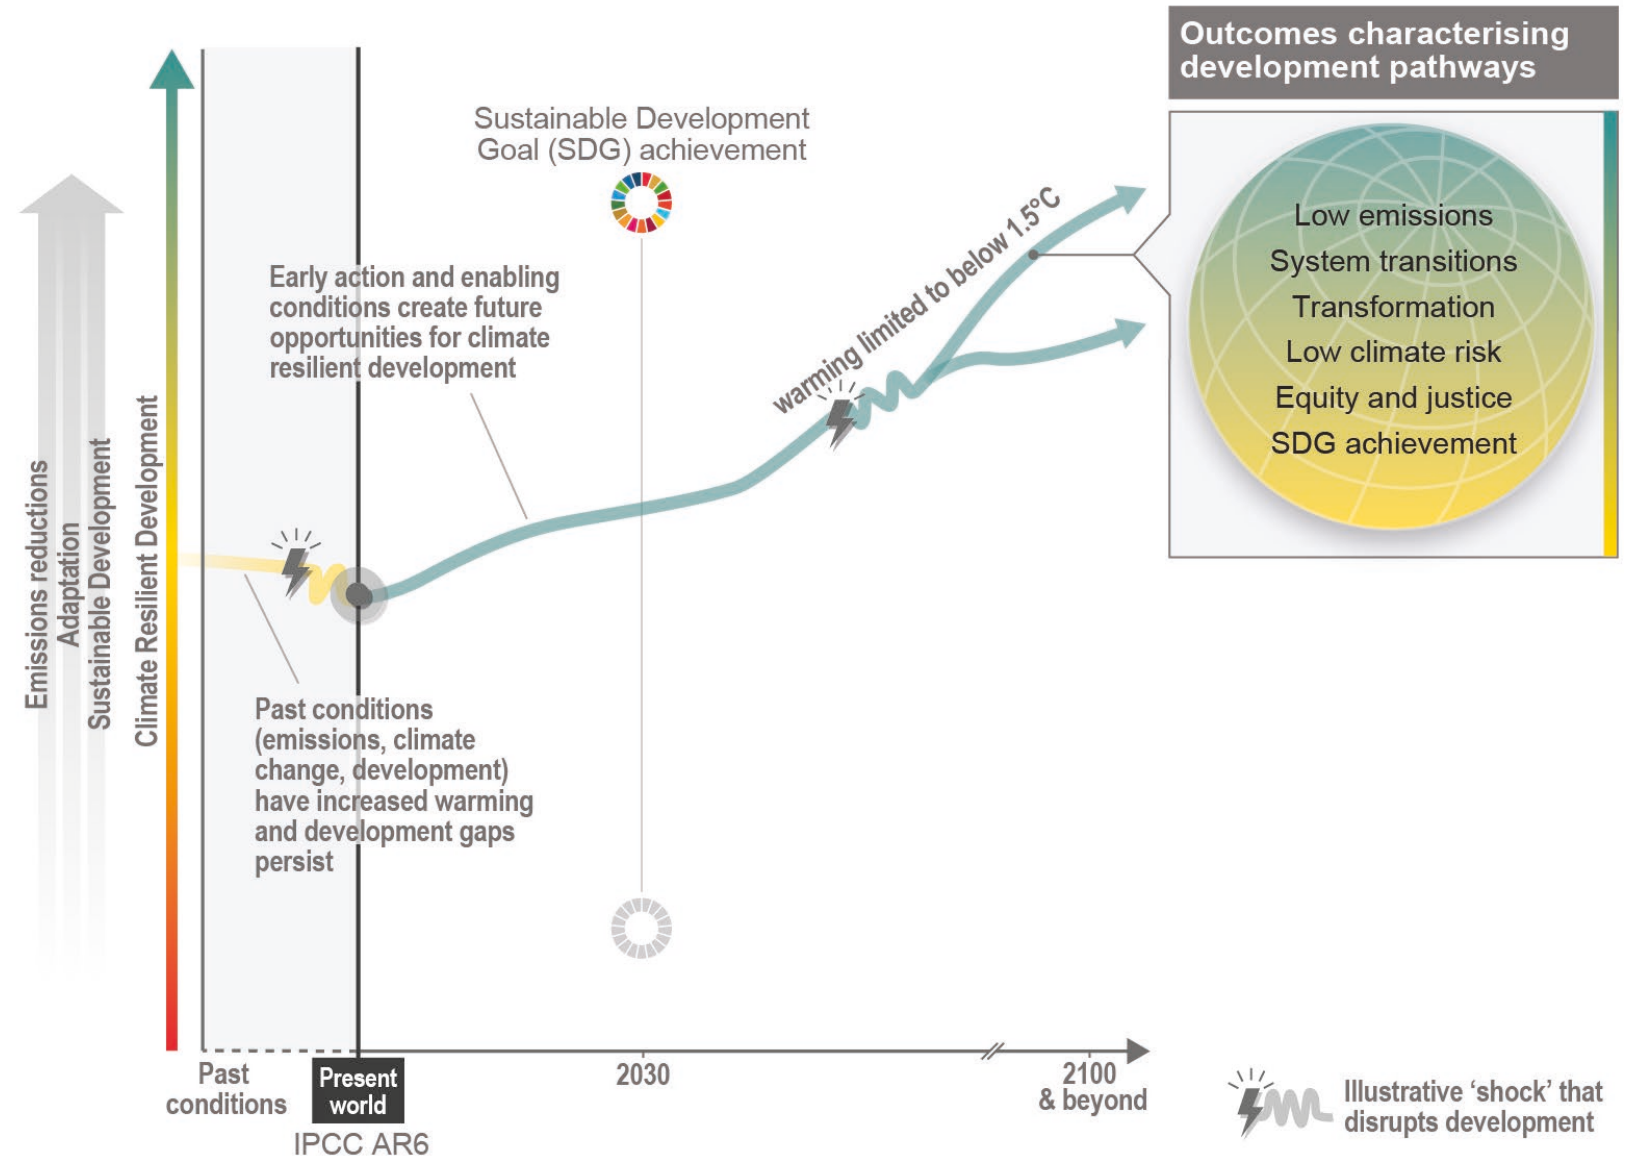 Outcomes characterising
development pathways
Sustainable Development
Goal (SDG) achievement
Early action and enabling
conditions create future
opportunities for climate
resilient development
warming limited to below 1.5°C
Low emissions
System transitions
Transformation
Low climate risk
Equity and justice
SDG achievement
Emissions reductions
Adaptation
Sustainable Development
Climate Resilient Development
Past conditions
(emissions, climate
change, development)
have increased warming
and development gaps
persist
Past
conditions
Present
world
IPCC AR6
2030
2100
& beyond
Illustrative ‘shock’ that
disrupts development